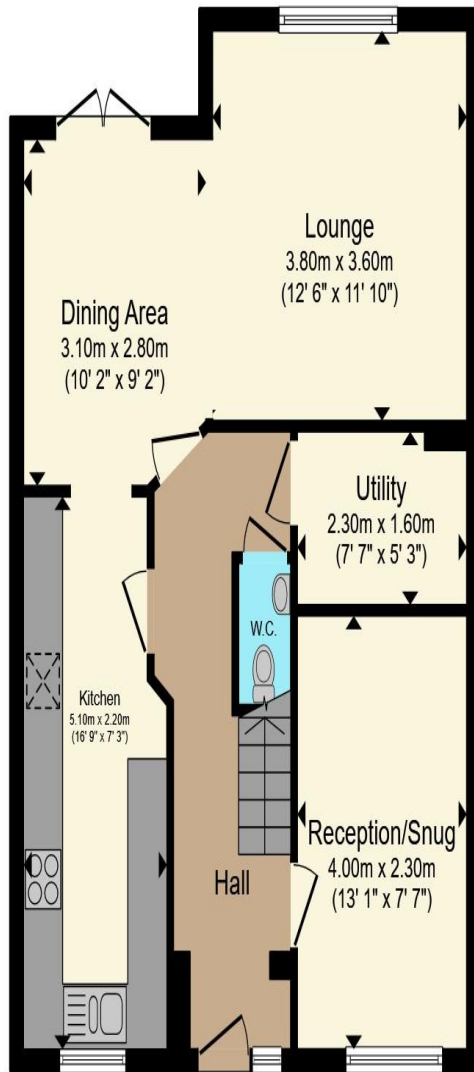 Lounge
3.80m x 3.60m
(12' 6" x 11' 10")
Dining Area
3.10m x 2.80m
(10' 2" x 9' 2")
Utility
2.30m x 1.60m
(7' 7" x 5' 3")
W.C.
Kitchen
5.10m x 2.20m
(16' 9" x 7' 3")
Reception/Snug
4.00m x 2.30m
(13' 1" x 7' 7")
Hall